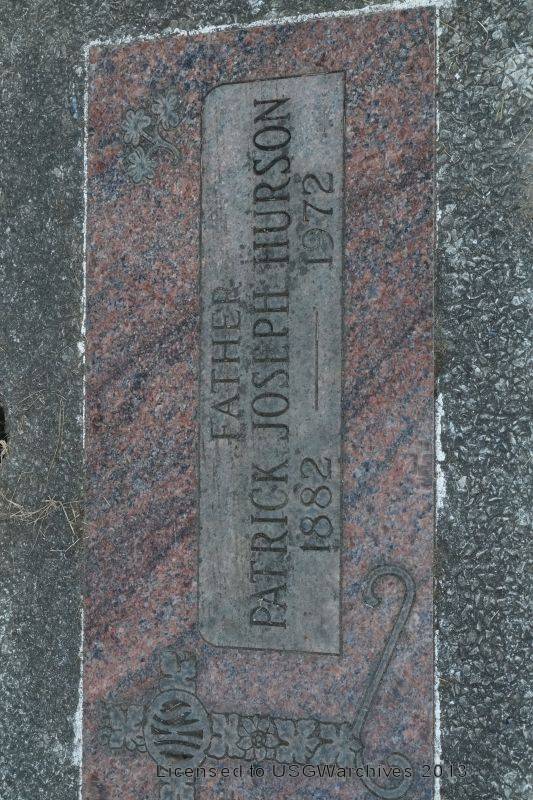 FATHER
PATRICK JOSEPH HURSON
1882 — 1972
Licensed to USGWarchives 2013